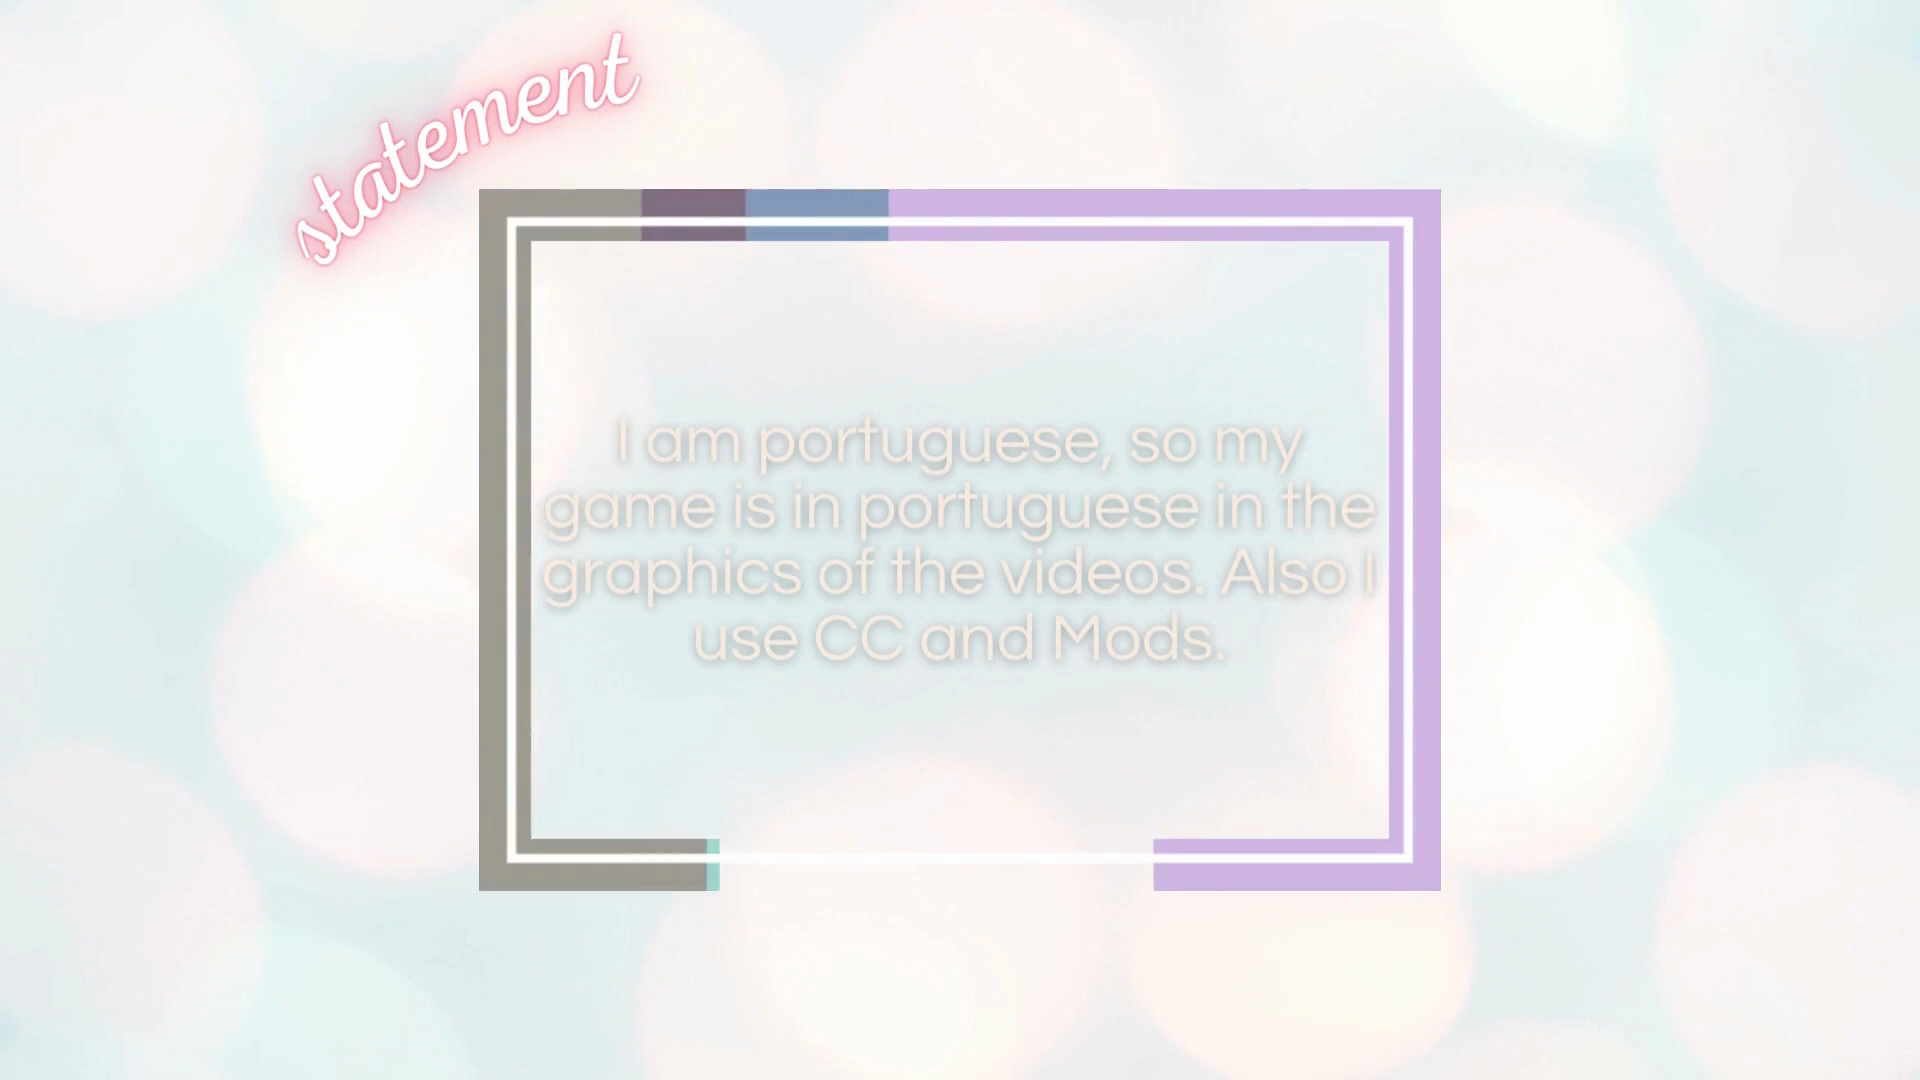 statement
I am portuguese, so my
game is in portuguese in the
graphics of the videos. Also I
use CC and Mods.